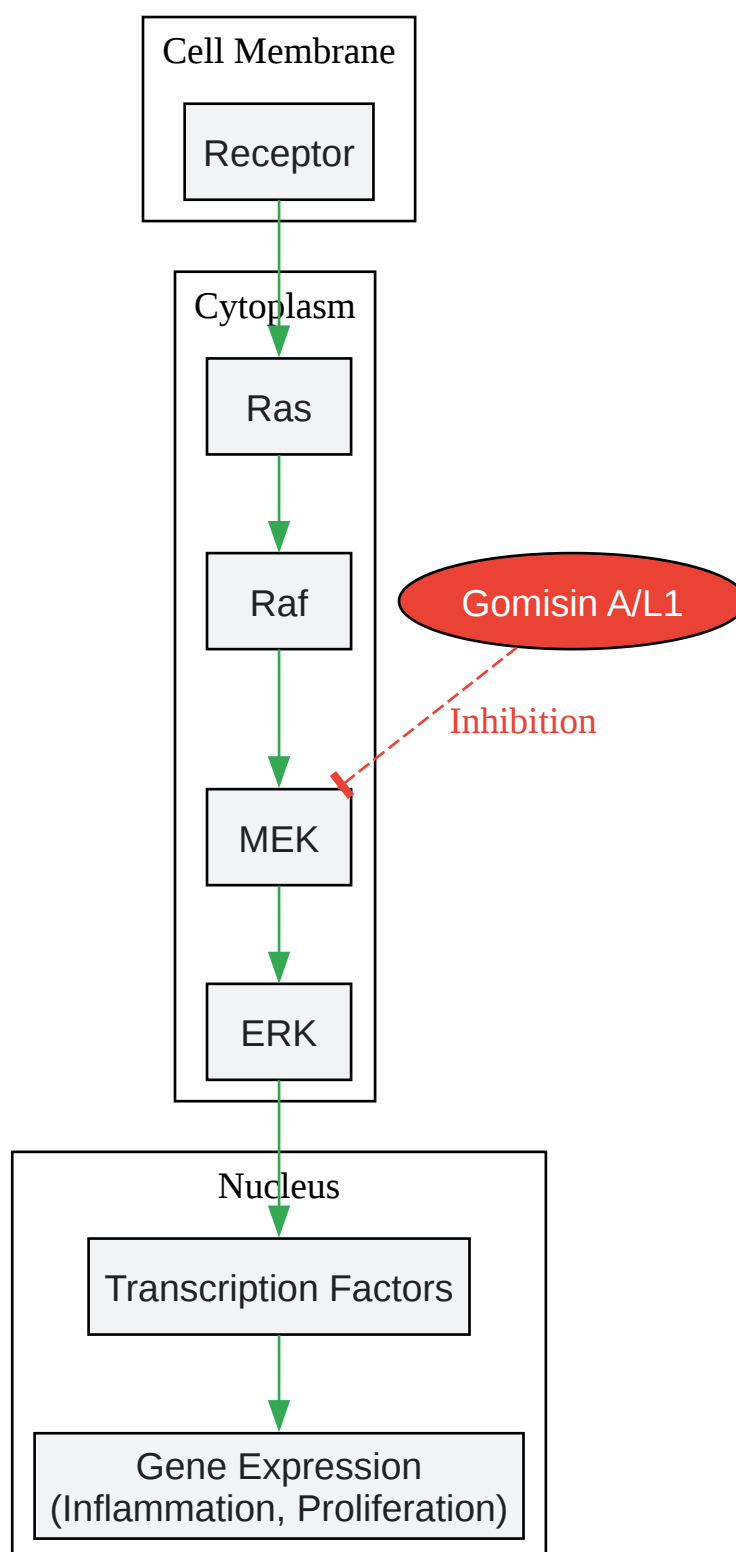 Cell Membrane
Receptor
Cytoplasm
Ras
Raf
Gomisin A/L1
Inhibition
MEK
ERK
Nucleus
Transcription Factors
Gene Expression
(Inflammation, Proliferation)